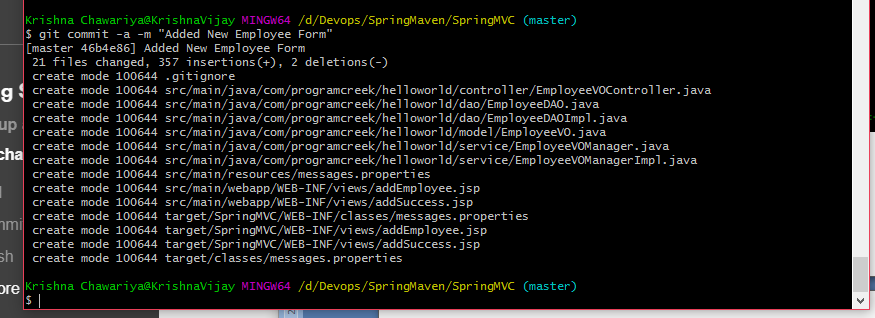 Krishna Chawariya@KrishnaVijay MINGW64 /d/Devops/SpringMaven/SpringMVC (master)
$ git commit -a -m "Added New Employee Form"
[master 46b4e86] Added New Employee Form
 21 files changed, 357 insertions(+), 2 deletions(-)
 create mode 100644 .gitignore
 create mode 100644 src/main/java/com/programcreek/helloworld/controller/EmployeeVOController.java
 create mode 100644 src/main/java/com/programcreek/helloworld/dao/EmployeeDAO.java
 create mode 100644 src/main/java/com/programcreek/helloworld/dao/EmployeeDAOImpl.java
 create mode 100644 src/main/java/com/programcreek/helloworld/model/EmployeeVO.java
 create mode 100644 src/main/java/com/programcreek/helloworld/service/EmployeeVOManager.java
 create mode 100644 src/main/java/com/programcreek/helloworld/service/EmployeeVOManagerImpl.java
 create mode 100644 src/main/resources/messages.properties
 create mode 100644 src/main/webapp/WEB-INF/views/addEmployee.jsp
 create mode 100644 src/main/webapp/WEB-INF/views/addSuccess.jsp
 create mode 100644 target/SpringMVC/WEB-INF/classes/messages.properties
 create mode 100644 target/SpringMVC/WEB-INF/views/addEmployee.jsp
 create mode 100644 target/SpringMVC/WEB-INF/views/addSuccess.jsp
 create mode 100644 target/classes/messages.properties
Krishna Chawariya@KrishnaVijay MINGW64 /d/Devops/SpringMaven/SpringMVC (master)
$